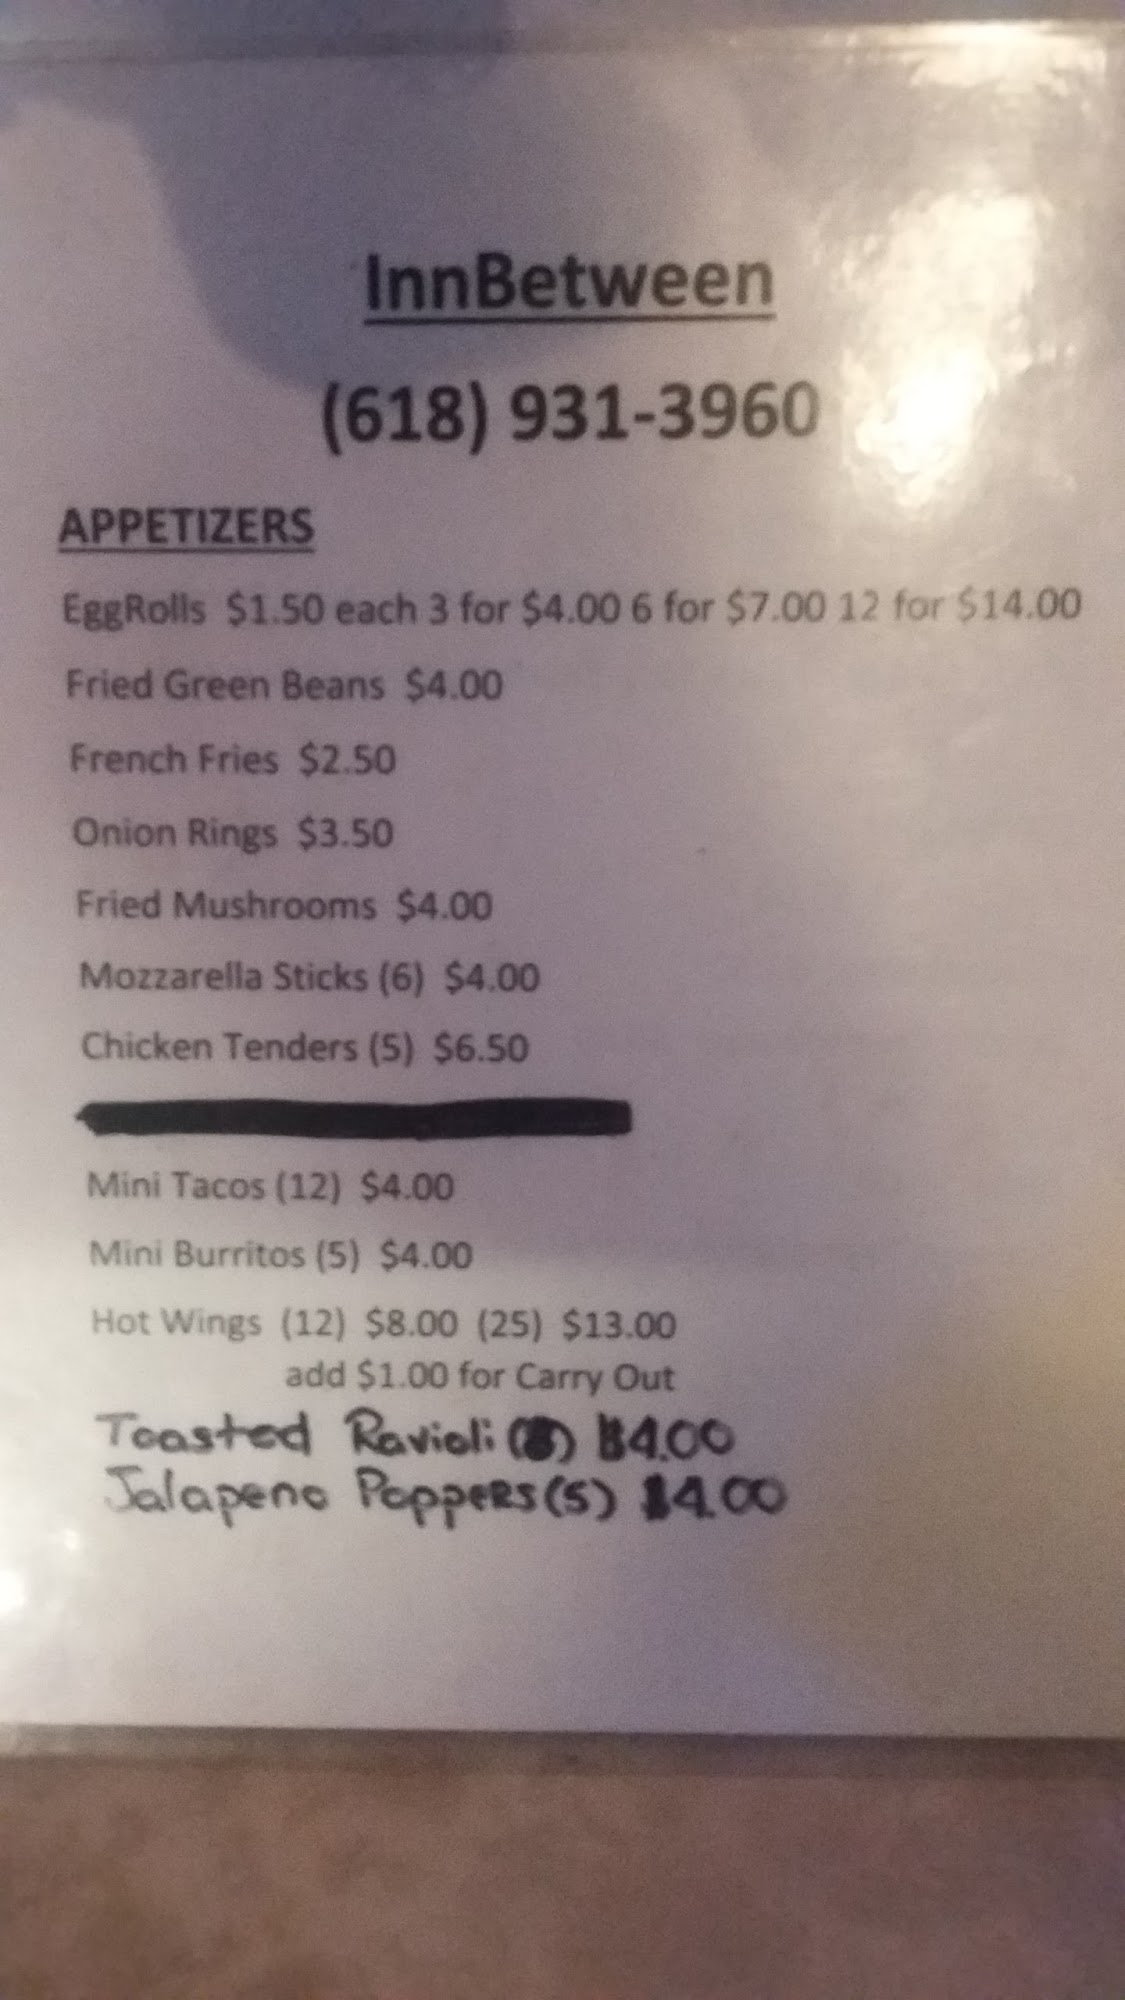 InnBetween
(618) 931-3960
APPETIZERS
EggRolls $1.50 each 3 for $4.00 6 for $7.00 12 for $14.00
Fried Green Beans $4.00
French Fries $2.50
Onion Rings $3.50
Fried Mushrooms $4.00
Mozzarella Sticks (6) $4.00
Chicken Tenders (5) $6.50
Mini Tacos (12) $4.00
Mini Burritos (5) $4.00
Hot Wings (12) $8.00 (25) $13.00
add $1.00 for Carry Out
Toasted Ravioli $4.00
Jalapeno Poppers (5) $4.00